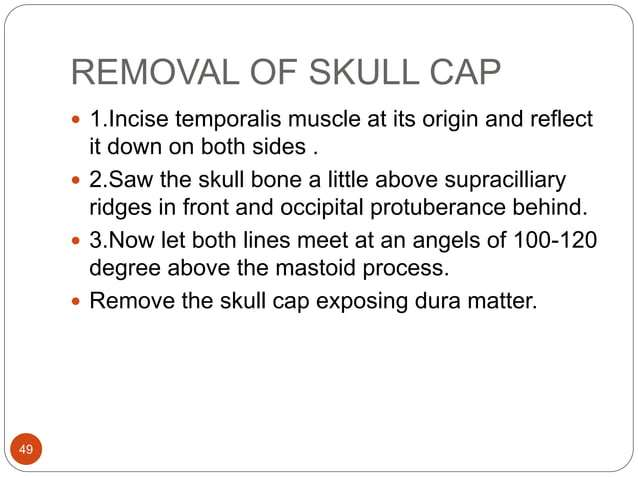 REMOVAL OF SKULL CAP
• 1.Incise temporalis muscle at its origin and reflect
it down on both sides .
• 2.Saw the skull bone a little above supracilliary
ridges in front and occipital protuberance behind.
• 3.Now let both lines meet at an angels of 100-120
degree above the mastoid process.
• Remove the skull cap exposing dura matter.
49